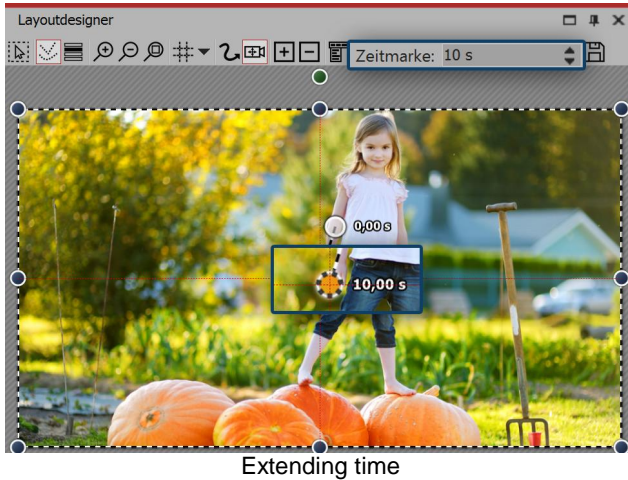 Layoutdesigner
Zeitmarke: 10 s
0,00 s
10,00 s
Extending time